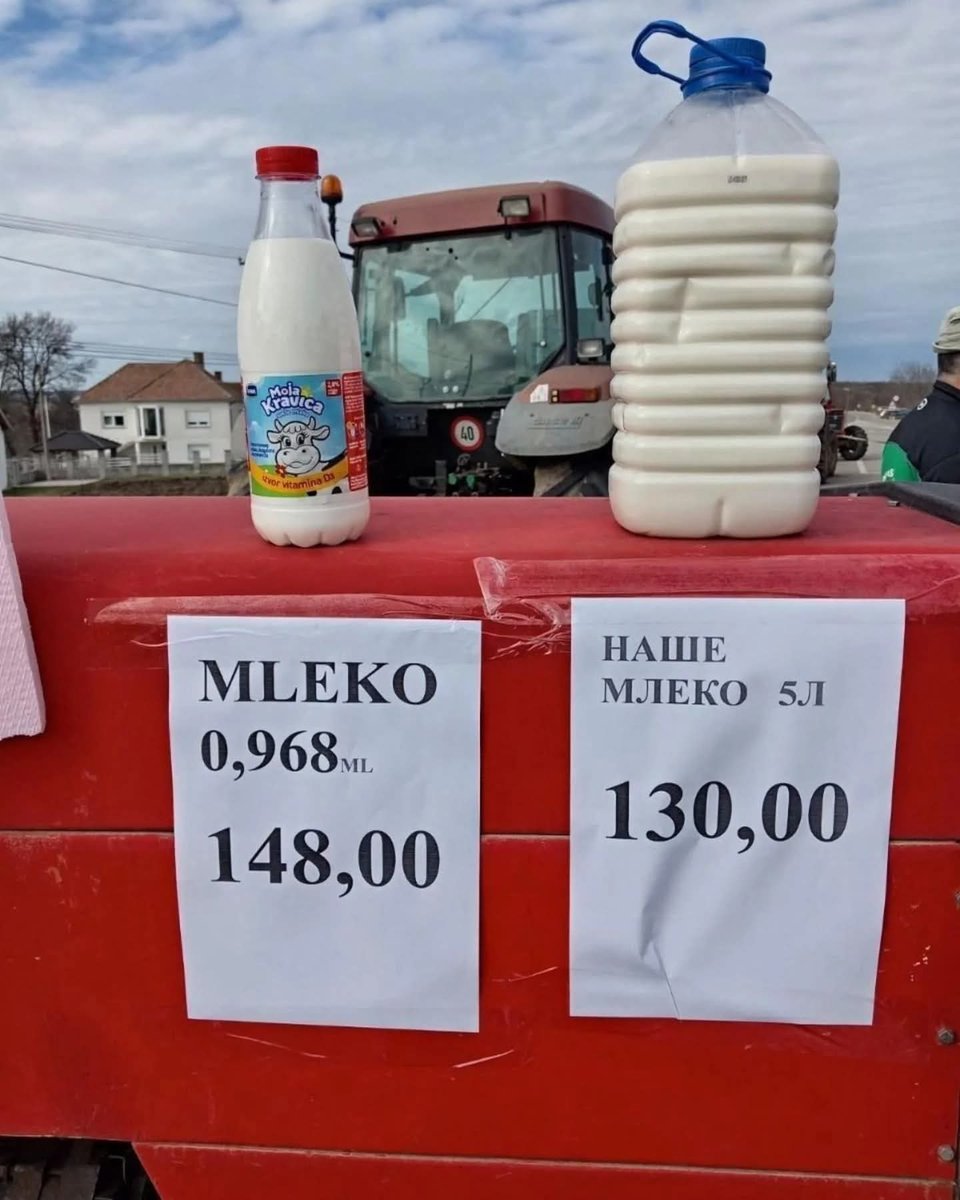 Moja
Kravica
izvor vitamina D3
40
MLEKO
0,968ML
148,00
НАШЕ
МЛЕКО 5Л
130,00